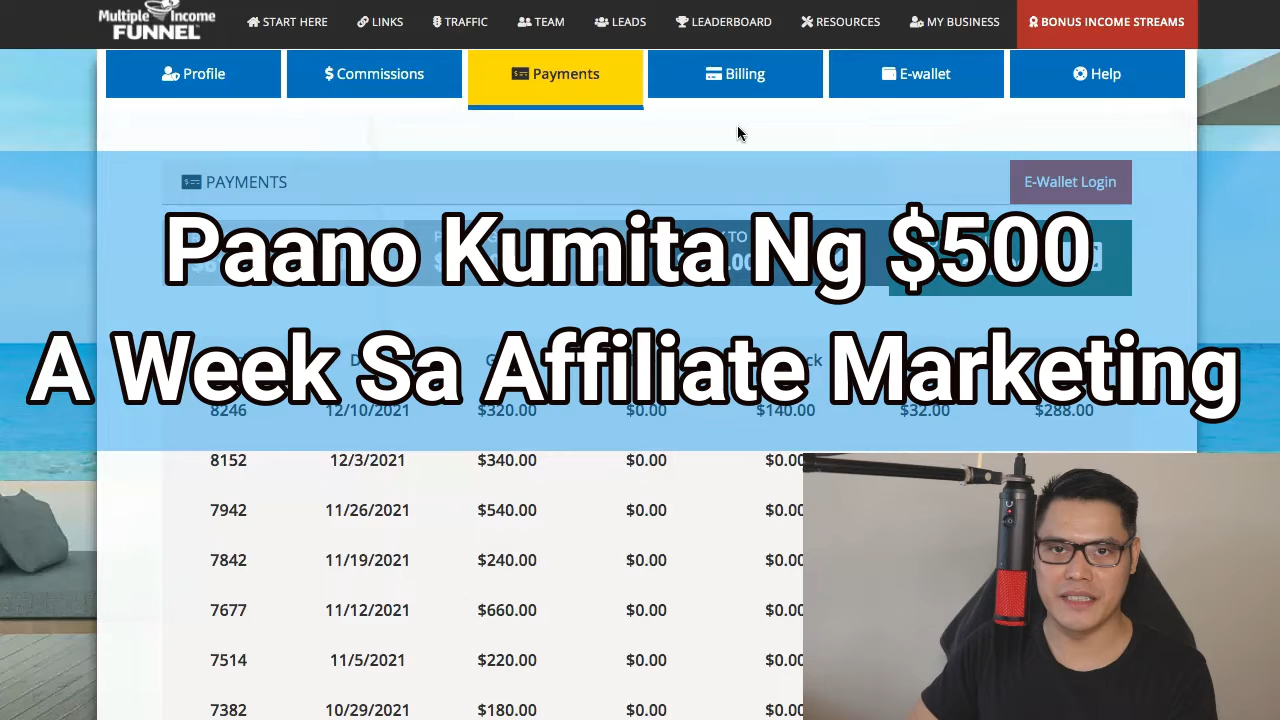 Multiple Income
FUNNEL
START HERE
LINKS
TRAFFIC
TEAM
LEADS
LEADERBOARD
RESOURCES
MY BUSINESS
BONUS INCOME STREAMS
Profile
Commissions
Payments
Billing
E-wallet
Help
PAYMENTS
E-Wallet Login
Paano Kumita Ng $500
A Week Sa Affiliate Marketing
8246 12/10/2021 $320.00 $0.00 $140.00 $32.00 $288.00
8152 12/3/2021 $340.00 $0.00 $0.00
7942 11/26/2021 $540.00 $0.00 $0.00
7842 11/19/2021 $240.00 $0.00 $0.00
7677 11/12/2021 $660.00 $0.00 $0.00
7514 11/5/2021 $220.00 $0.00 $0.00
7382 10/29/2021 $180.00 $0.00 $0.00